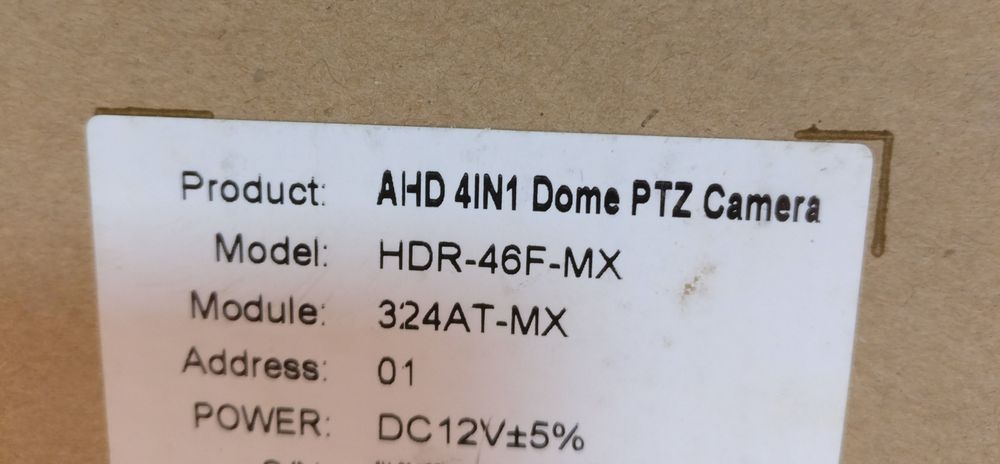 Product: AHD 4IN1 Dome PTZ Camera
Model: HDR-46F-MX
Module: 324AT-MX
Address: 01
POWER: DC12V±5%